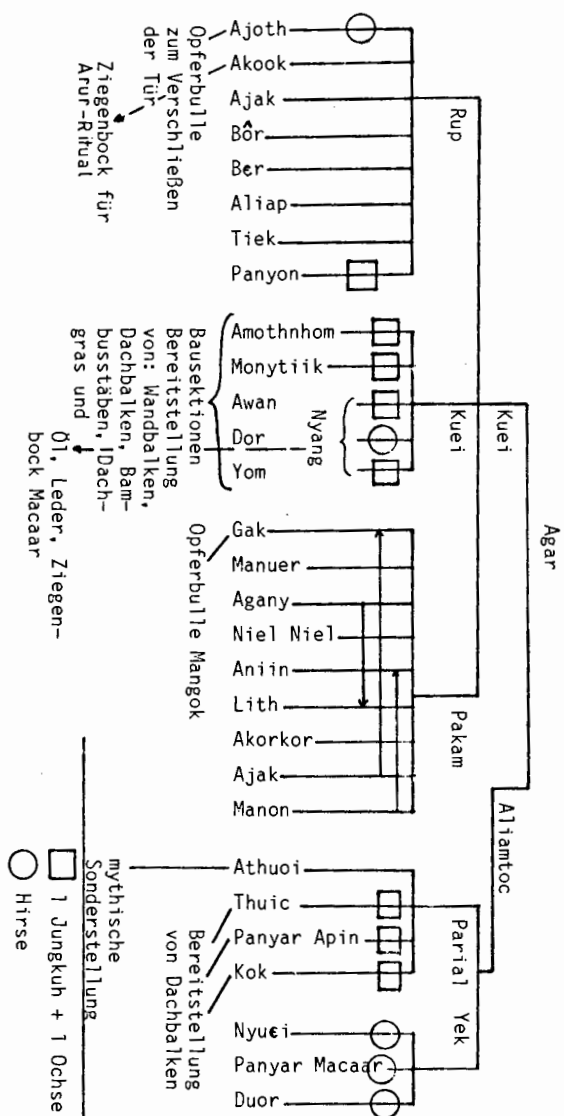 Agar
Kuei
Aliamtoc
Rup
Kuei
Pakam
Parial
Yek
Nyang
Ajoth
Akook
Ajak
Bôr
Ber
Aliap
Tiek
Panyon
Amothnhom
Monytiik
Awan
Dor
Yom
Gak
Manuer
Agany
Niel Niel
Aniin
Lith
Akorkor
Ajak
Manon
Athuoi
Thuic
Panyar Apin
Kok
Nyuɛi
Panyar Macaar
Duor
Opferbulle
zum Verschließen
der Tür
Ziegenbock für
Arur-Ritual
Bausektionen
Bereitstellung
von: Wandbalken,
Dachbalken, Bam-
busstäben, Dach-
gras und
Öl, Leder, Ziegen-
bock Macaar
Opferbulle Mangok
mythische
Sonderstellung
Bereitstellung
von Dachbalken
1 Jungkuh + 1 Ochse
Hirse